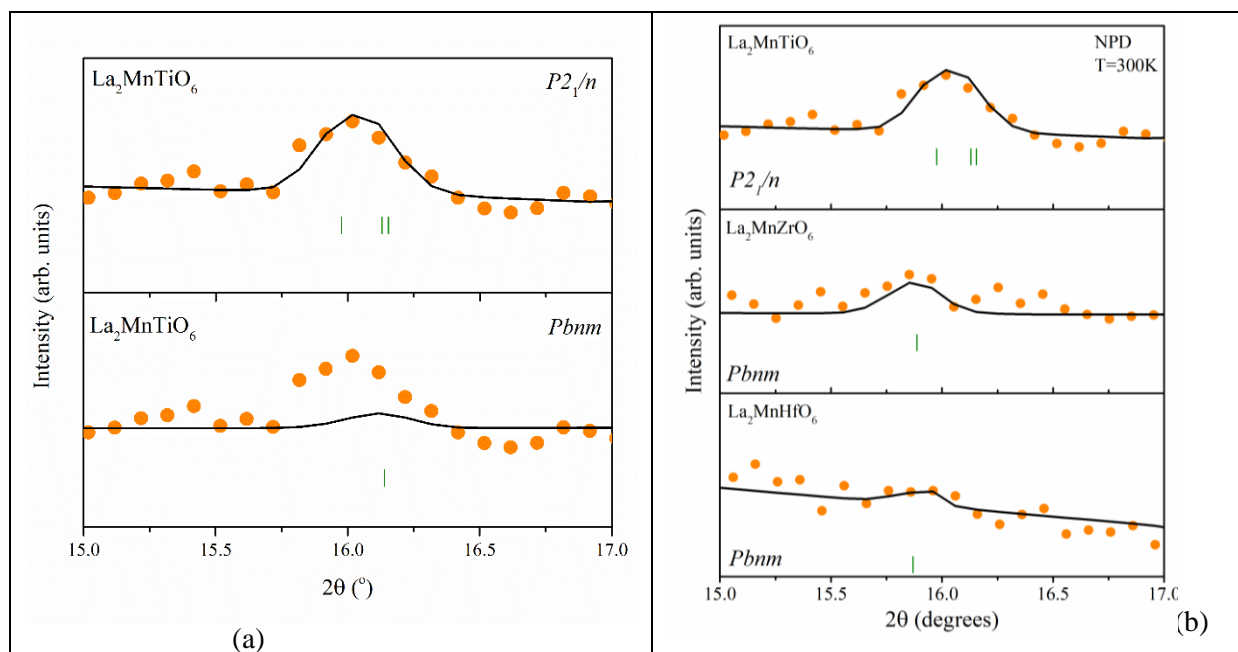 La₂MnTiO₆
P2₁/n
La₂MnTiO₆
Pbnm
Intensity (arb. units)
15.0 15.5 16.0 16.5 17.0
2θ (°)
(a)
La₂MnTiO₆
NPD
T=300K
P2₁/n
La₂MnZrO₆
Pbnm
La₂MnHfO₆
Pbnm
Intensity (arb. units)
15.0 15.5 16.0 16.5 17.0
2θ (degrees)
(b)